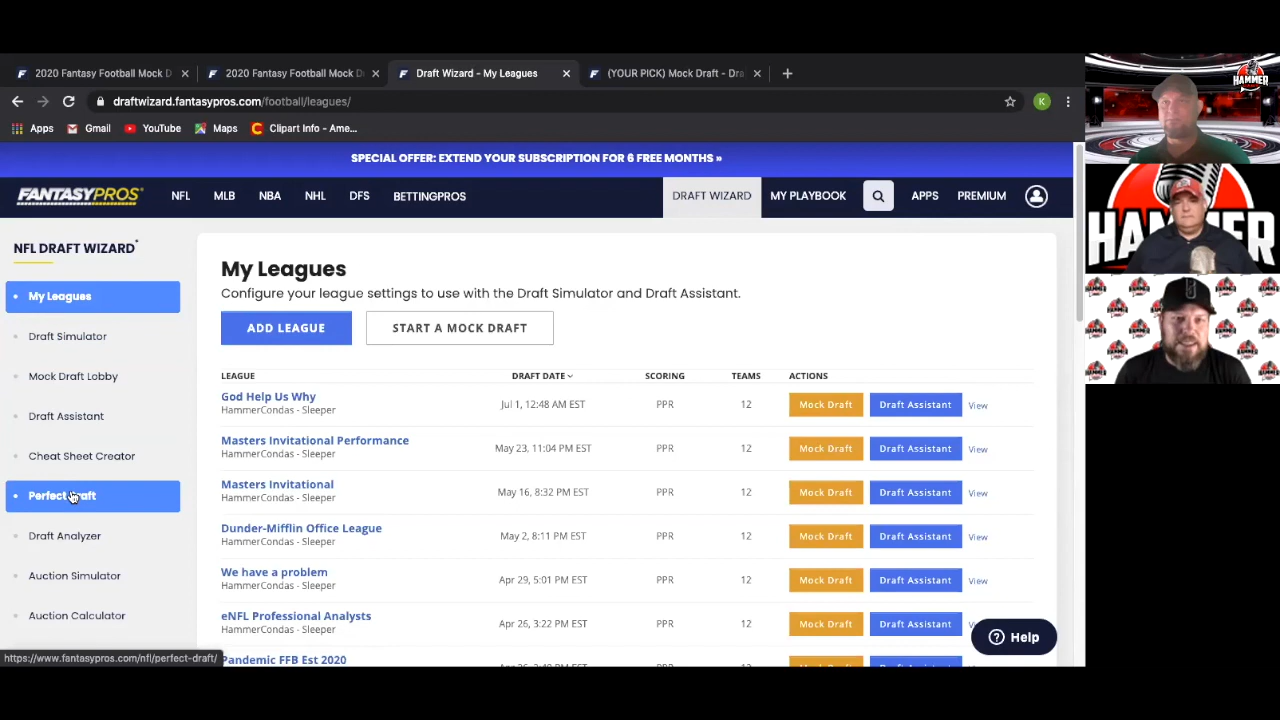 2020 Fantasy Football Mock D
2020 Fantasy Football Mock D
Draft Wizard - My Leagues
(YOUR PICK) Mock Draft - Dra
draftwizard.fantasypros.com/football/leagues/
K
Apps Gmail YouTube Maps Clipart Info - Ame...
SPECIAL OFFER: EXTEND YOUR SUBSCRIPTION FOR 6 FREE MONTHS »
FANTASYPROS NFL MLB NBA NHL DFS BETTINGPROS DRAFT WIZARD MY PLAYBOOK APPS PREMIUM
NFL DRAFT WIZARD
My Leagues
Draft Simulator
Mock Draft Lobby
Draft Assistant
Cheat Sheet Creator
Perfect Draft
Draft Analyzer
Auction Simulator
Auction Calculator
https://www.fantasypros.com/nfl/perfect-draft/
My Leagues
Configure your league settings to use with the Draft Simulator and Draft Assistant.
ADD LEAGUE START A MOCK DRAFT
LEAGUE DRAFT DATE SCORING TEAMS ACTIONS
God Help Us Why
HammerCondas - Sleeper
Jul 1, 12:48 AM EST PPR 12 Mock Draft Draft Assistant View
Masters Invitational Performance
HammerCondas - Sleeper
May 23, 11:04 PM EST PPR 12 Mock Draft Draft Assistant View
Masters Invitational
HammerCondas - Sleeper
May 16, 8:32 PM EST PPR 12 Mock Draft Draft Assistant View
Dunder-Mifflin Office League
HammerCondas - Sleeper
May 2, 8:11 PM EST PPR 12 Mock Draft Draft Assistant View
We have a problem
HammerCondas - Sleeper
Apr 29, 5:01 PM EST PPR 12 Mock Draft Draft Assistant View
eNFL Professional Analysts
HammerCondas - Sleeper
Apr 26, 3:22 PM EST PPR 12 Mock Draft Draft Assistant
Pandemic FFB Est 2020
Help
HAMMER
HAMMER